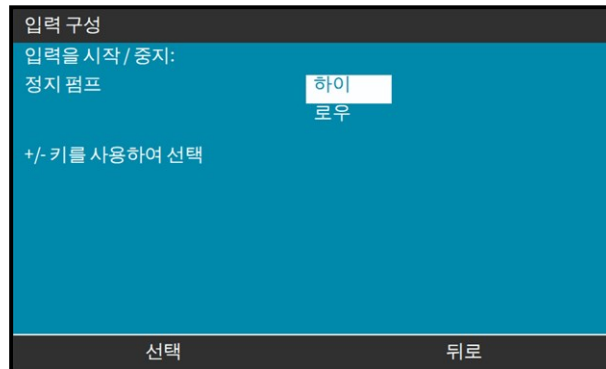 입력 구성
입력을 시작 / 중지:
정지 펌프 하이
로우
+/- 키를 사용하여 선택
선택 뒤로